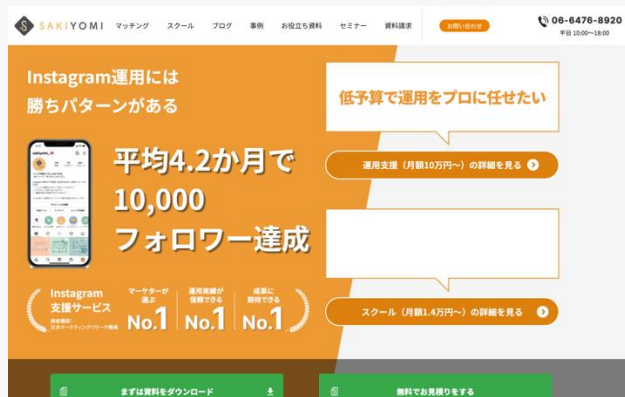 SAKIYOMI
マッチング スクール ブログ 事例 お役立ち資料 セミナー 資料請求 お問い合わせ
06-6476-8920
平日 10:00〜18:00
Instagram運用には
勝ちパターンがある
平均4.2か月で
10,000
フォロワー達成
Instagram
支援サービス
マーケターが
選ぶ
No.1
運用実績が
信頼できる
No.1
成果に
期待できる
No.1
低予算で運用をプロに任せたい
運用支援（月額10万円〜）の詳細を見る
スクール（月額1.4万円〜）の詳細を見る
まずは資料をダウンロード
無料でお見積りをする